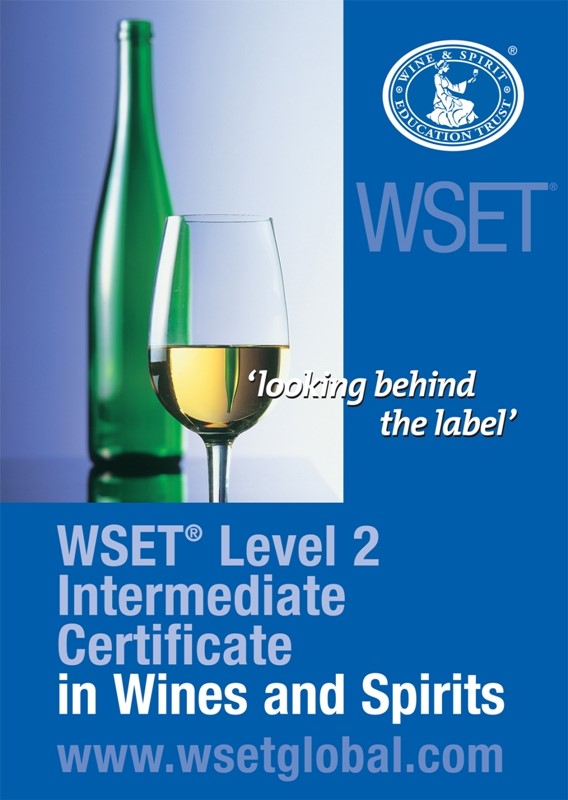 WINE & SPIRIT
EDUCATION TRUST
®
WSET®
‘looking behind
the label’
WSET® Level 2
Intermediate
Certificate
in Wines and Spirits
www.wsetglobal.com